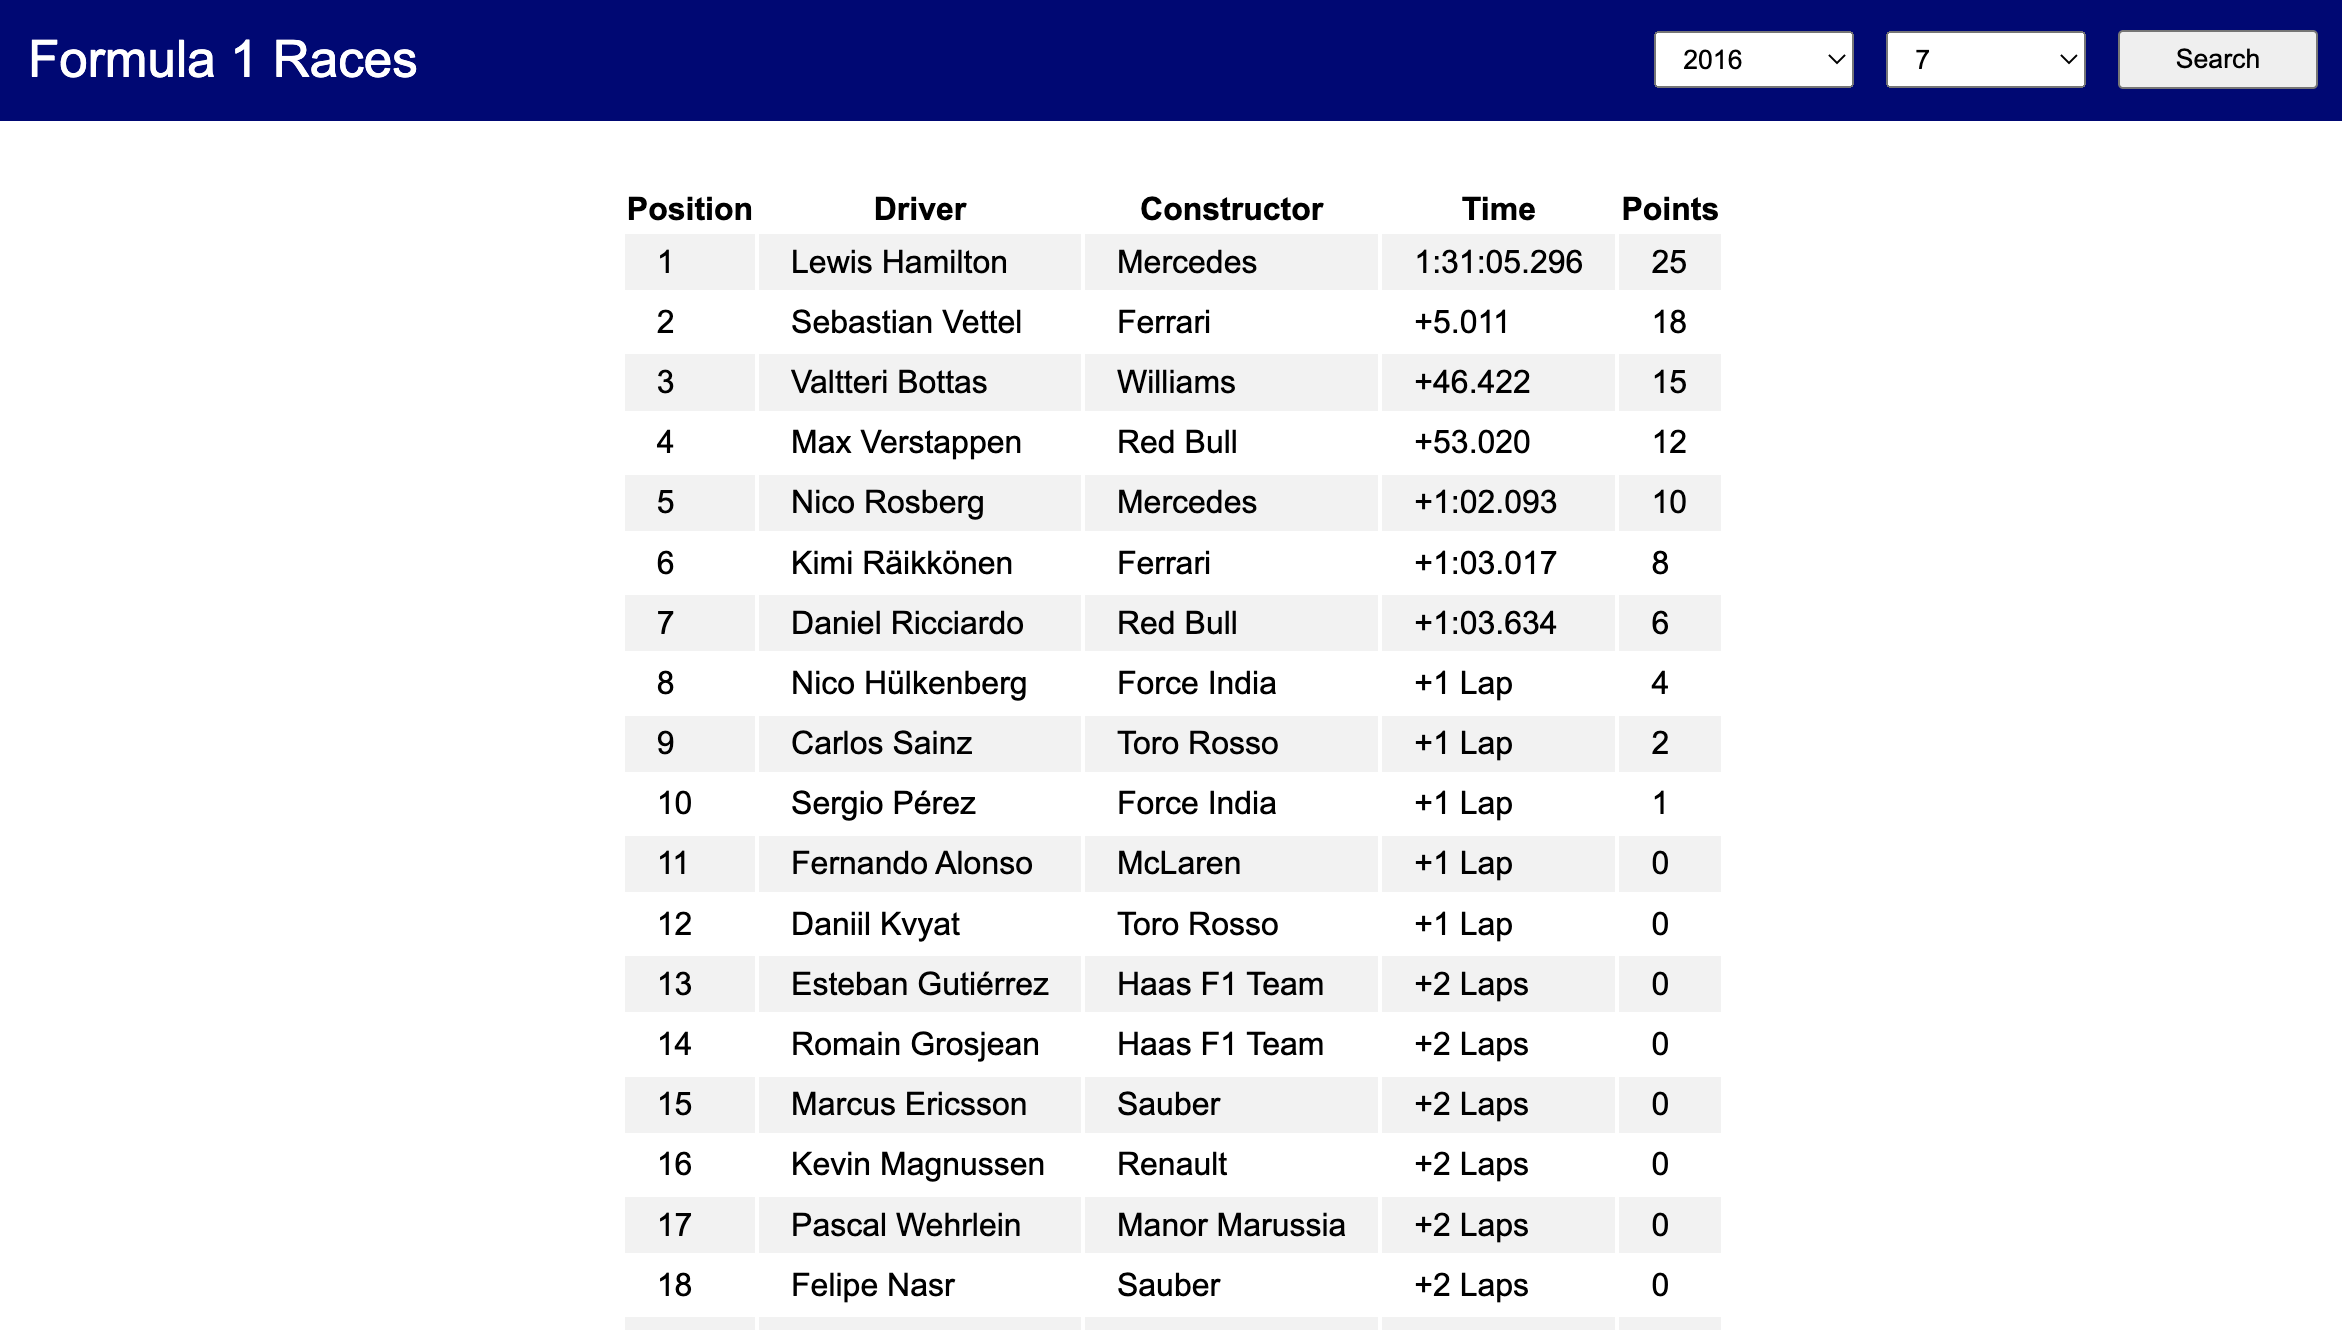 Formula 1 Races 2016 7 Search
Position Driver Constructor Time Points
1 Lewis Hamilton Mercedes 1:31:05.296 25
2 Sebastian Vettel Ferrari +5.011 18
3 Valtteri Bottas Williams +46.422 15
4 Max Verstappen Red Bull +53.020 12
5 Nico Rosberg Mercedes +1:02.093 10
6 Kimi Räikkönen Ferrari +1:03.017 8
7 Daniel Ricciardo Red Bull +1:03.634 6
8 Nico Hülkenberg Force India +1 Lap 4
9 Carlos Sainz Toro Rosso +1 Lap 2
10 Sergio Pérez Force India +1 Lap 1
11 Fernando Alonso McLaren +1 Lap 0
12 Daniil Kvyat Toro Rosso +1 Lap 0
13 Esteban Gutiérrez Haas F1 Team +2 Laps 0
14 Romain Grosjean Haas F1 Team +2 Laps 0
15 Marcus Ericsson Sauber +2 Laps 0
16 Kevin Magnussen Renault +2 Laps 0
17 Pascal Wehrlein Manor Marussia +2 Laps 0
18 Felipe Nasr Sauber +2 Laps 0